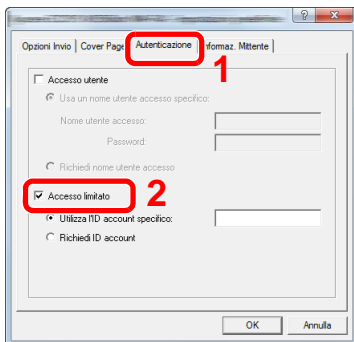 Opzioni Invio Cover Page Autenticazione Informaz. Mittente
1
Accesso utente
Usa un nome utente accesso specifico:
Nome utente accesso:
Password:
Richiedi nome utente accesso
Accesso limitato 2
Utilizza l'ID account specifico:
Richiedi ID account
OK Annulla